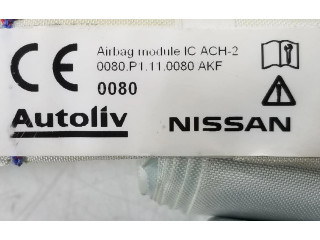 CE
Airbag module IC ACH-2
0080.P1.11.0080 AKF
0080
Autoliv
NISSAN